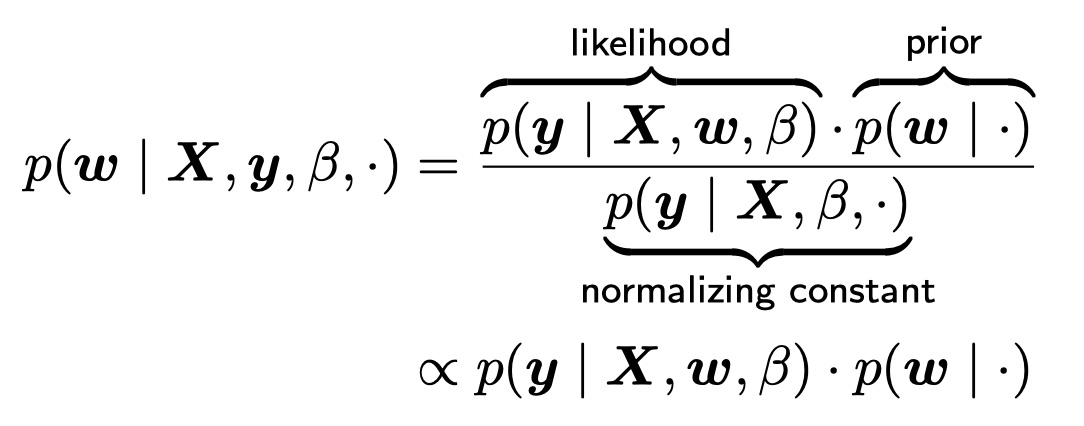 likelihood prior
p(y | X, w, β) · p(w | ·)
p(w | X, y, β, ·) =
p(y | X, β, ·)
normalizing constant
∝ p(y | X, w, β) · p(w | ·)